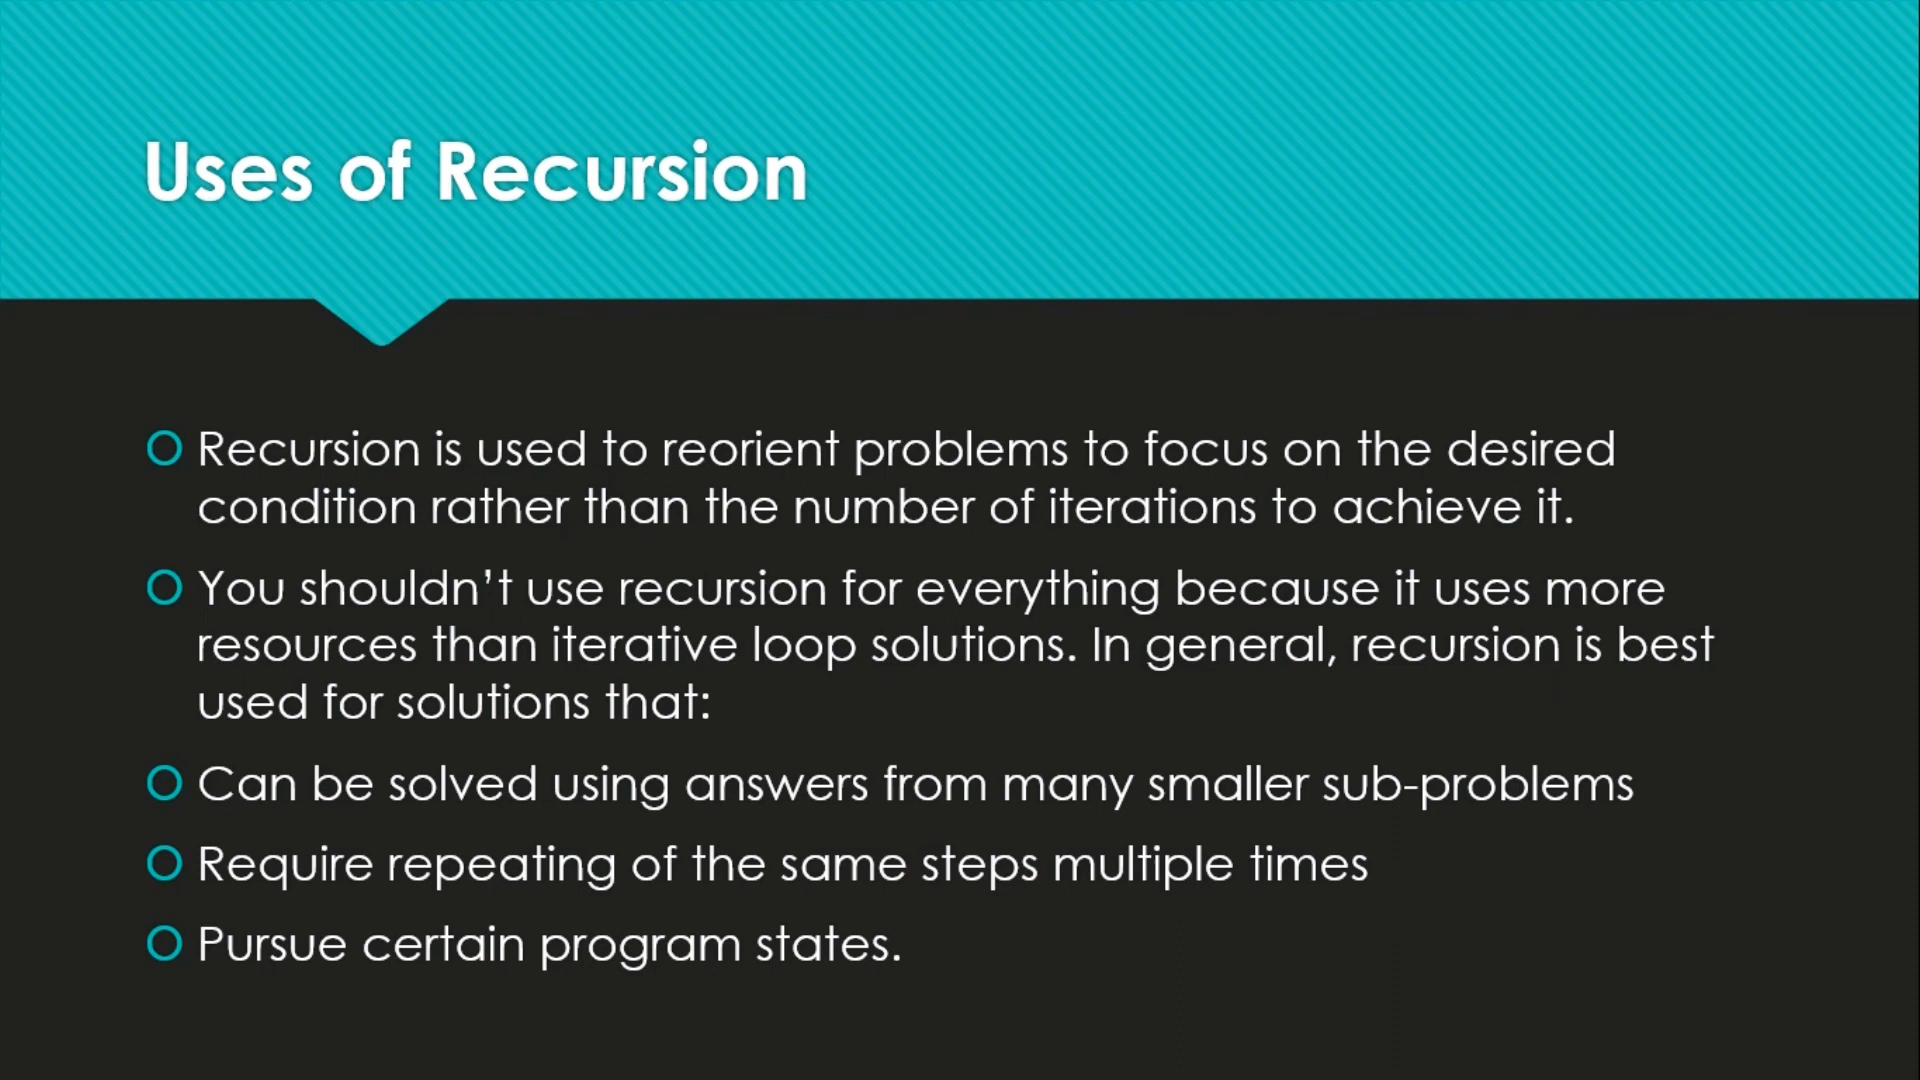 Uses of Recursion
Recursion is used to reorient problems to focus on the desired
condition rather than the number of iterations to achieve it.
You shouldn’t use recursion for everything because it uses more
resources than iterative loop solutions. In general, recursion is best
used for solutions that:
Can be solved using answers from many smaller sub-problems
Require repeating of the same steps multiple times
Pursue certain program states.